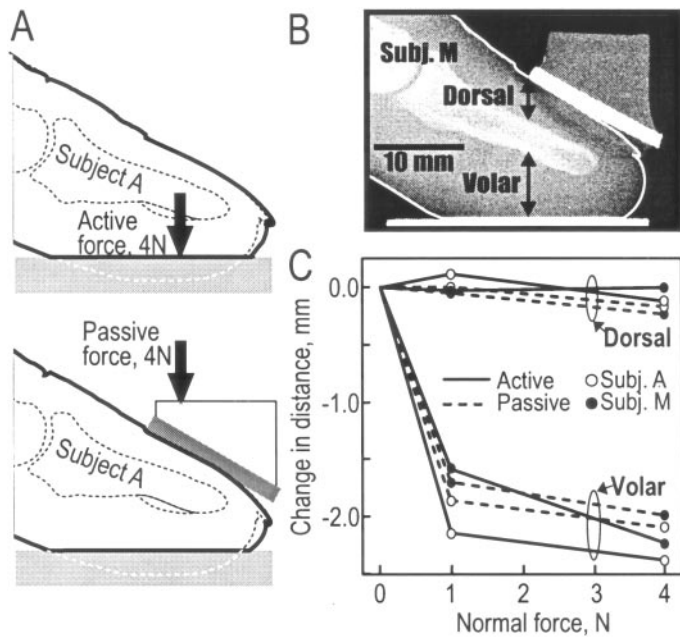 A
Subject A
Active
force, 4N
Passive
force, 4N
Subject A
B
Subj. M
Dorsal
10 mm
Volar
C
Change in distance, mm
0.0
-1.0
-2.0
Dorsal
Active
Subj. A
Passive
Subj. M
Volar
0
1
2
3
4
Normal force, N